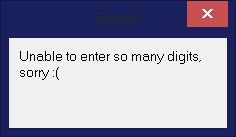 Unable to enter so many digits,
sorry :(